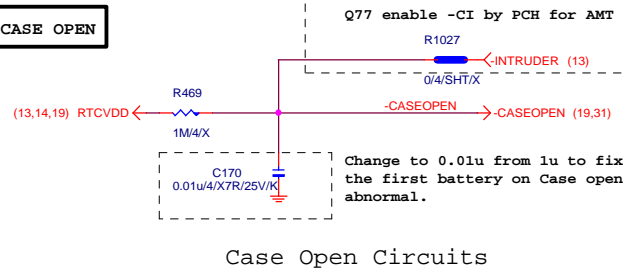 CASE OPEN
Q77 enable -CI by PCH for AMT
R1027
-INTRUDER (13)
0/4/SHT/X
R469
(13,14,19) RTCVDD
-CASEOPEN
-CASEOPEN (19,31)
1M/4/X
C170
0.01u/4/X7R/25V/K
Change to 0.01u from 1u to fix
the first battery on Case open
abnormal.
Case Open Circuits